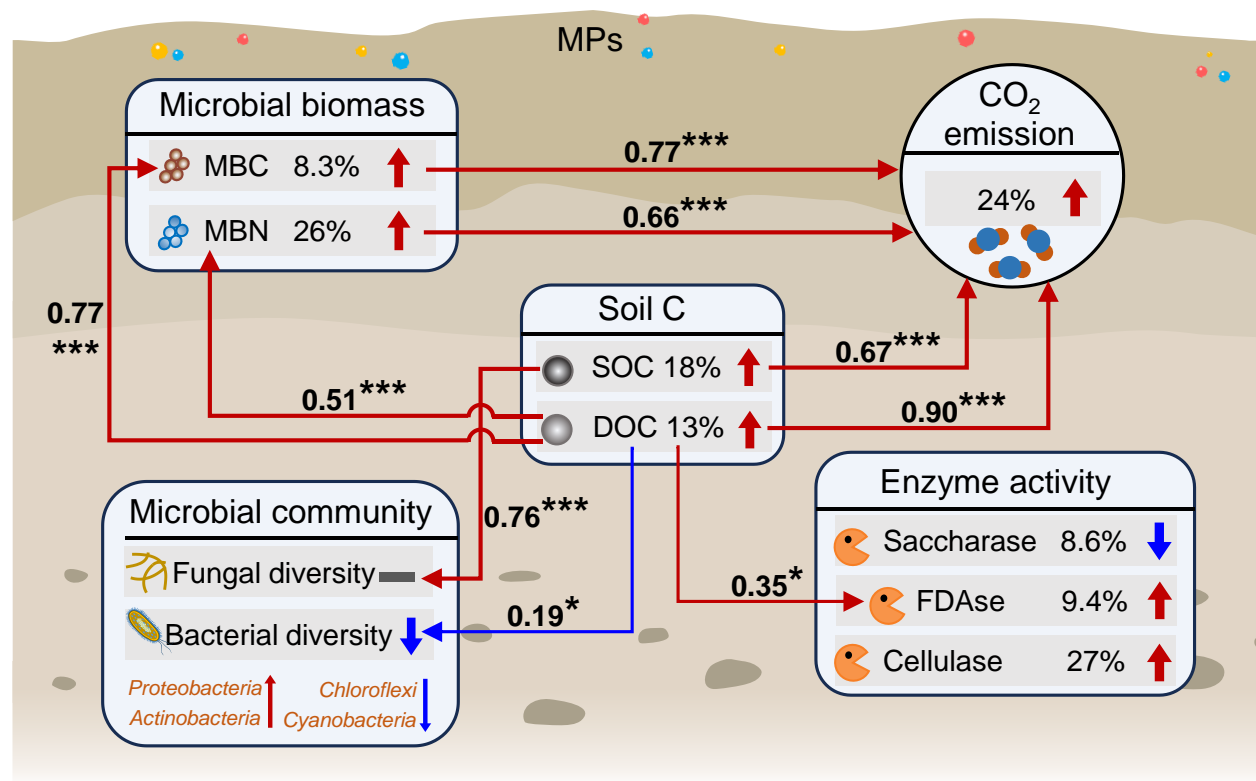 MPs
Microbial biomass
MBC 8.3%
MBN 26%
CO₂
emission
24%
0.77***
0.66***
0.77
***
Soil C
SOC 18%
DOC 13%
0.67***
0.90***
0.51***
0.76***
0.19*
0.35*
Microbial community
Fungal diversity
Bacterial diversity
Proteobacteria
Chloroflexi
Actinobacteria
Cyanobacteria
Enzyme activity
Saccharase 8.6%
FDAse 9.4%
Cellulase 27%